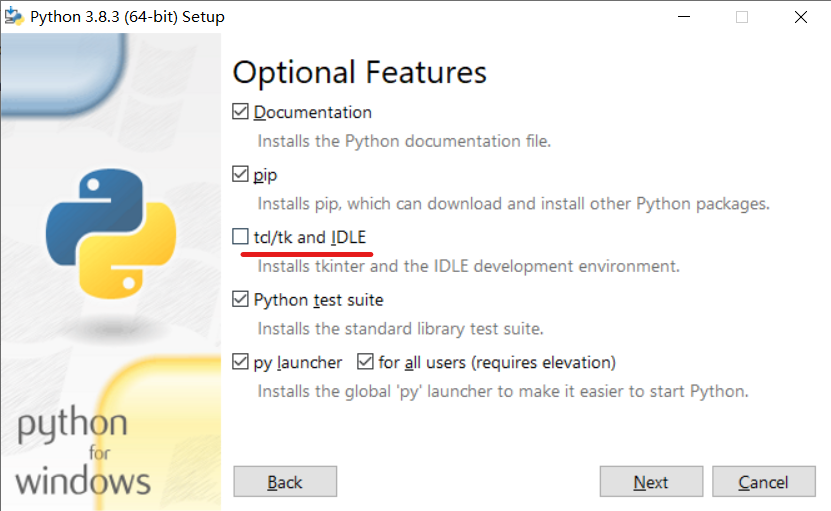 Python 3.8.3 (64-bit) Setup
Optional Features
Documentation
Installs the Python documentation file.
pip
Installs pip, which can download and install other Python packages.
tcl/tk and IDLE
Installs tkinter and the IDLE development environment.
Python test suite
Installs the standard library test suite.
py launcher for all users (requires elevation)
Installs the global 'py' launcher to make it easier to start Python.
python
for
windows
Back Next Cancel